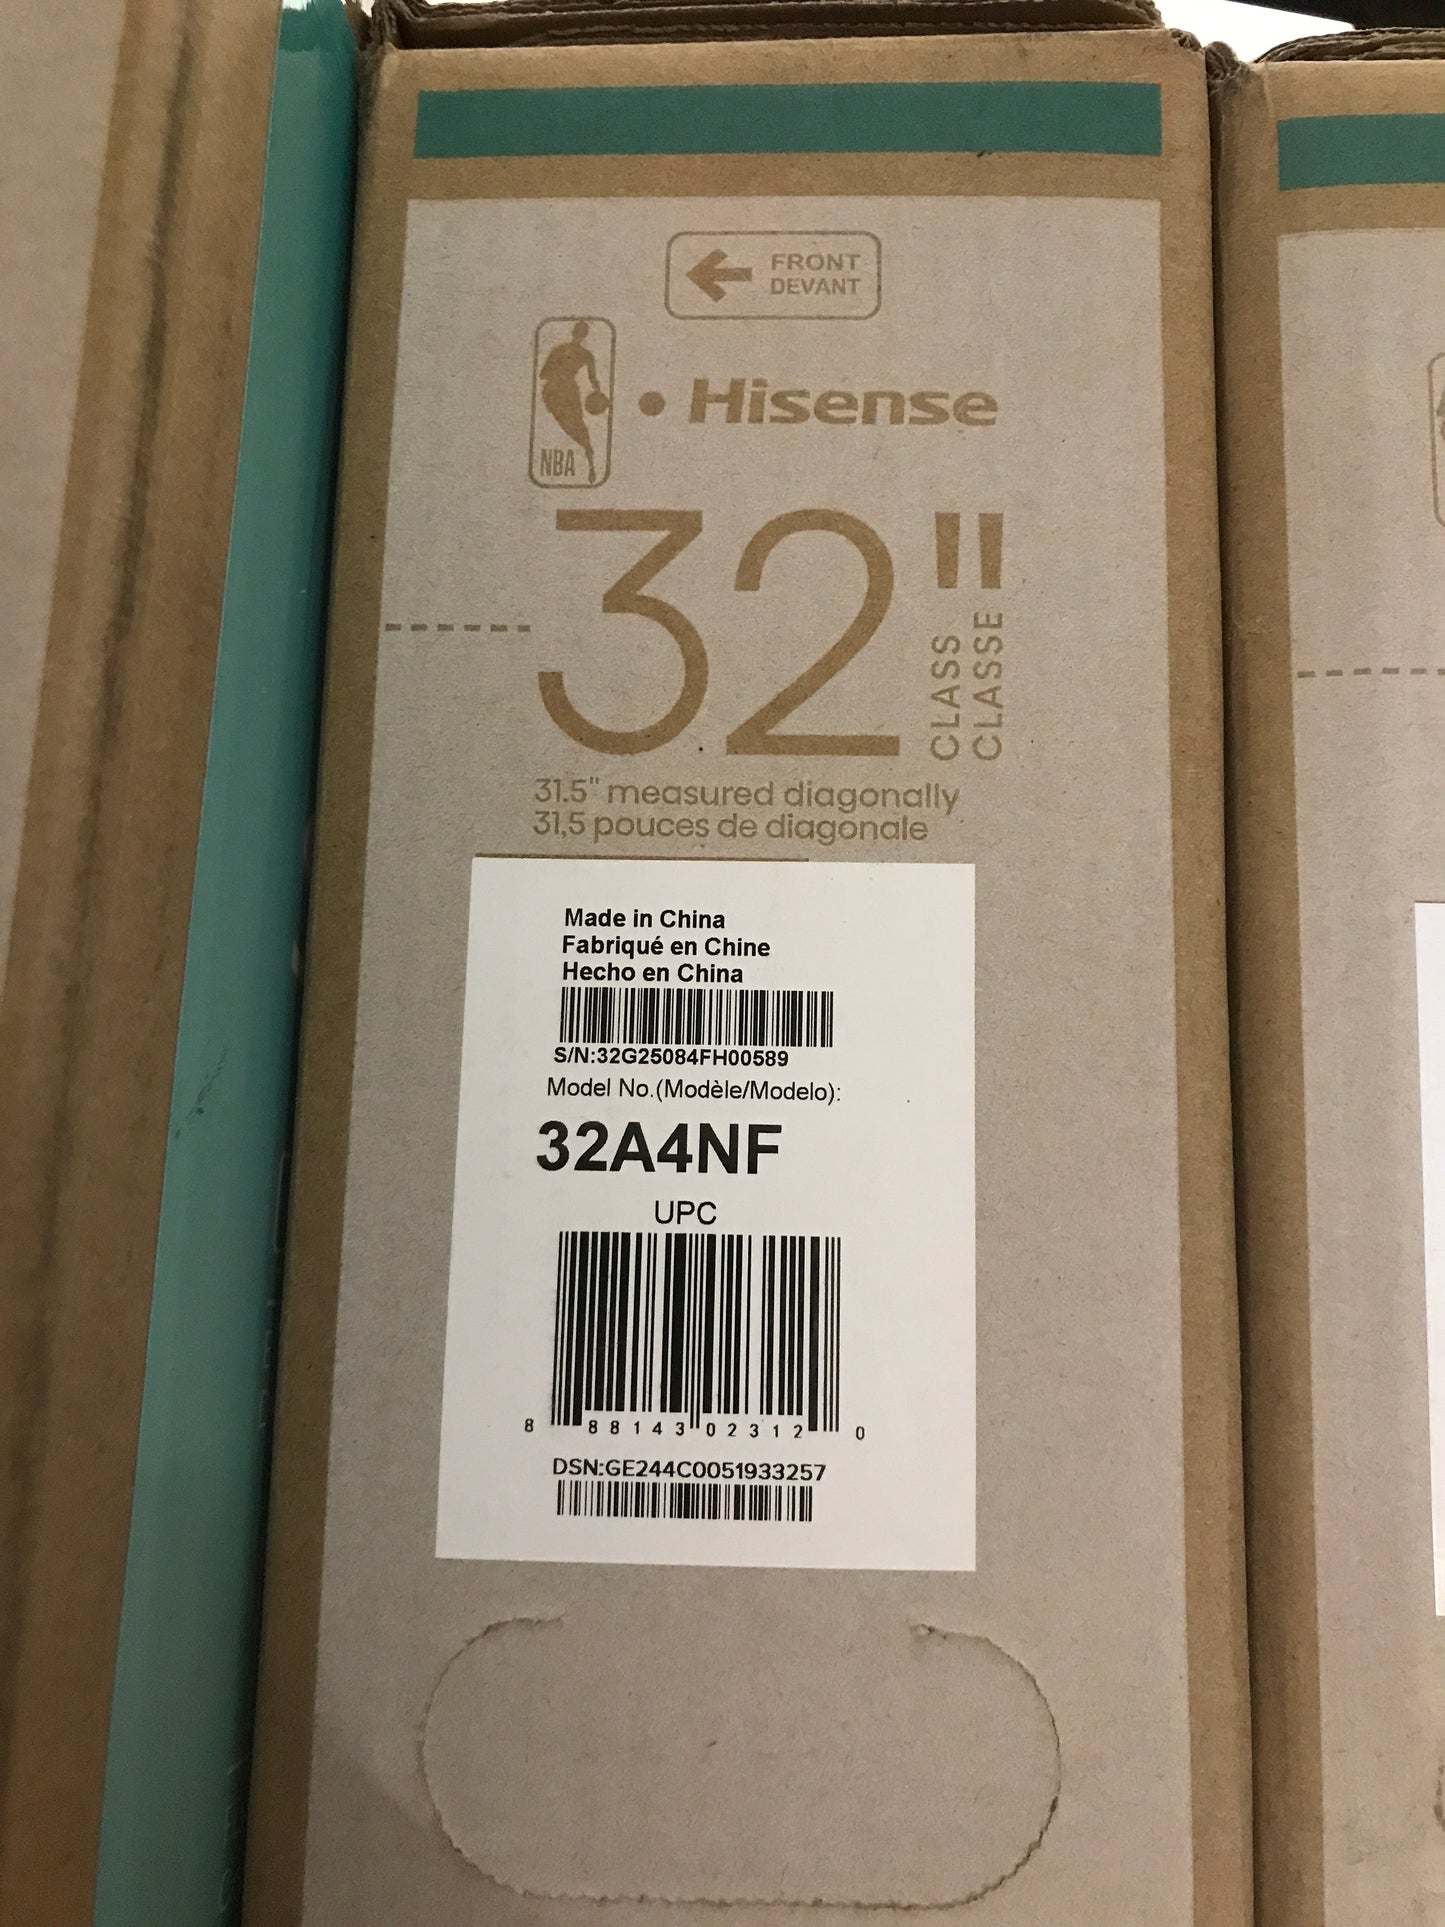 FRONT
DEVANT
NBA
• Hisense
32"
CLASS
CLASSE
31.5" measured diagonally
31,5 pouces de diagonale
Made in China
Fabriqué en Chine
Hecho en China
S/N:32G25084FH00589
Model No.(Modèle/Modelo):
32A4NF
UPC
8 88143 02312 0
DSN:GE244C0051933257